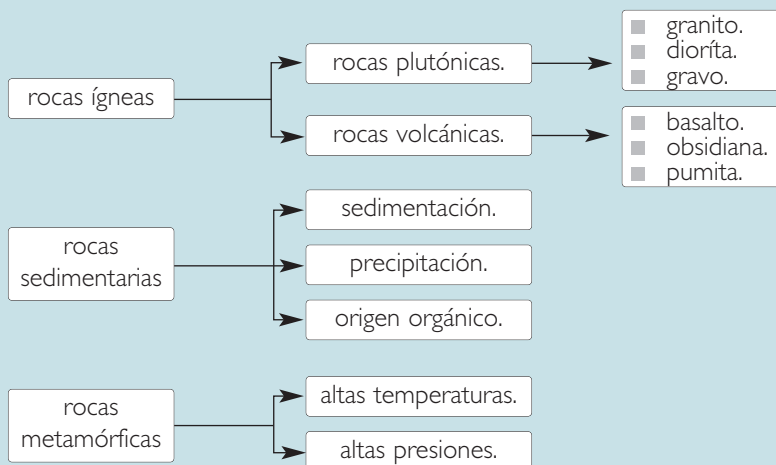 rocas ígneas
rocas plutónicas.
granito.
dioríta.
gravo.
rocas volcánicas.
basalto.
obsidiana.
pumita.
rocas
sedimentarias
sedimentación.
precipitación.
origen orgánico.
rocas
metamórficas
altas temperaturas.
altas presiones.